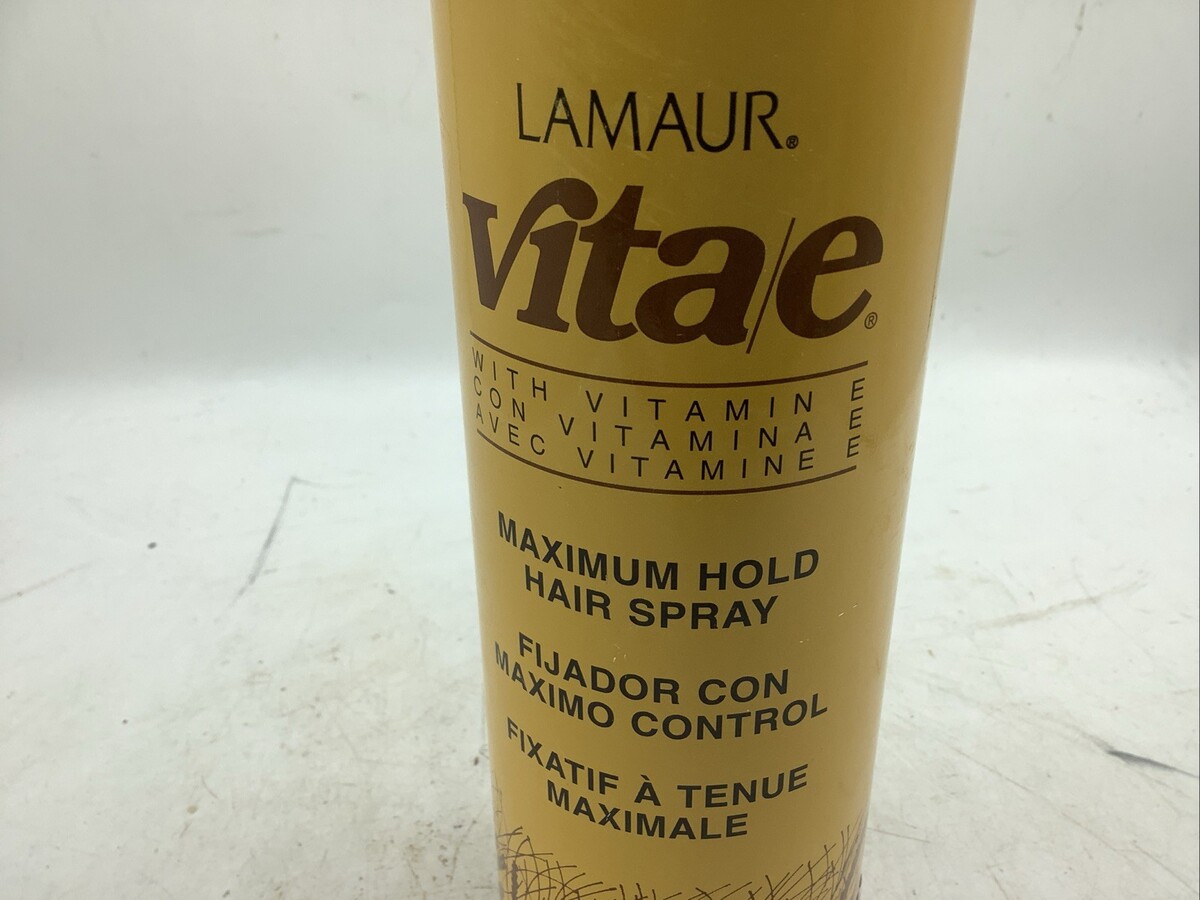 LAMAUR®
Vita/e®
WITH VITAMIN E
CON VITAMINA E
AVEC VITAMINE E
MAXIMUM HOLD
HAIR SPRAY
FIJADOR CON
MAXIMO CONTROL
FIXATIF À TENUE
MAXIMALE